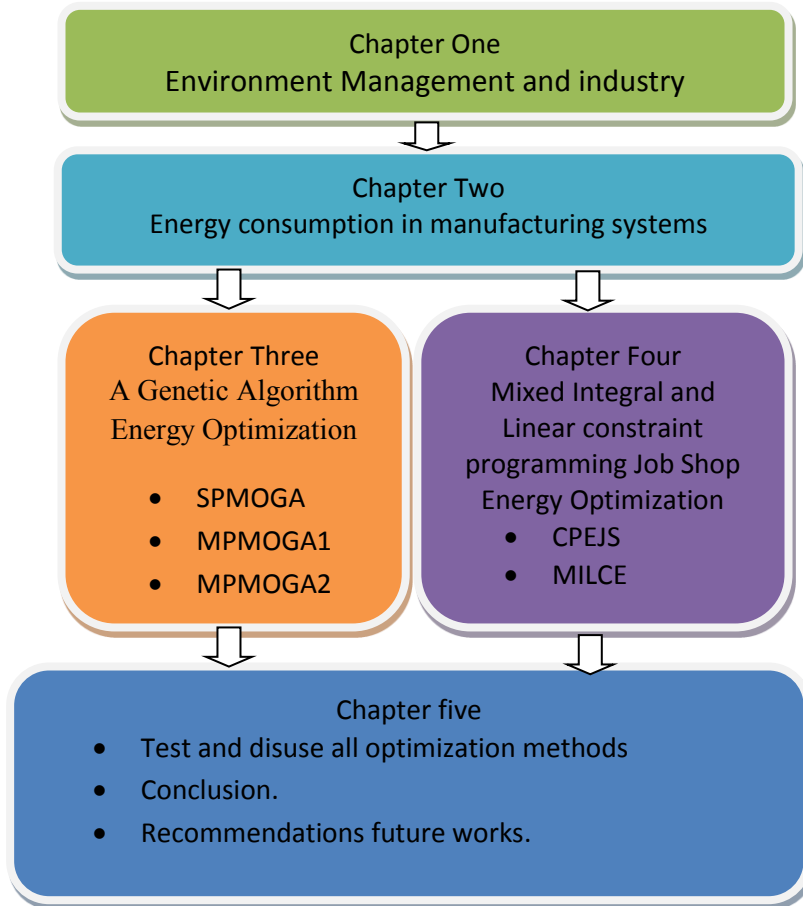 Chapter One
Environment Management and industry
Chapter Two
Energy consumption in manufacturing systems
Chapter Three
A Genetic Algorithm
Energy Optimization
• SPMOGA
• MPMOGA1
• MPMOGA2
Chapter Four
Mixed Integral and
Linear constraint
programming Job Shop
Energy Optimization
• CPEJS
• MILCE
Chapter five
• Test and disuse all optimization methods
• Conclusion.
• Recommendations future works.